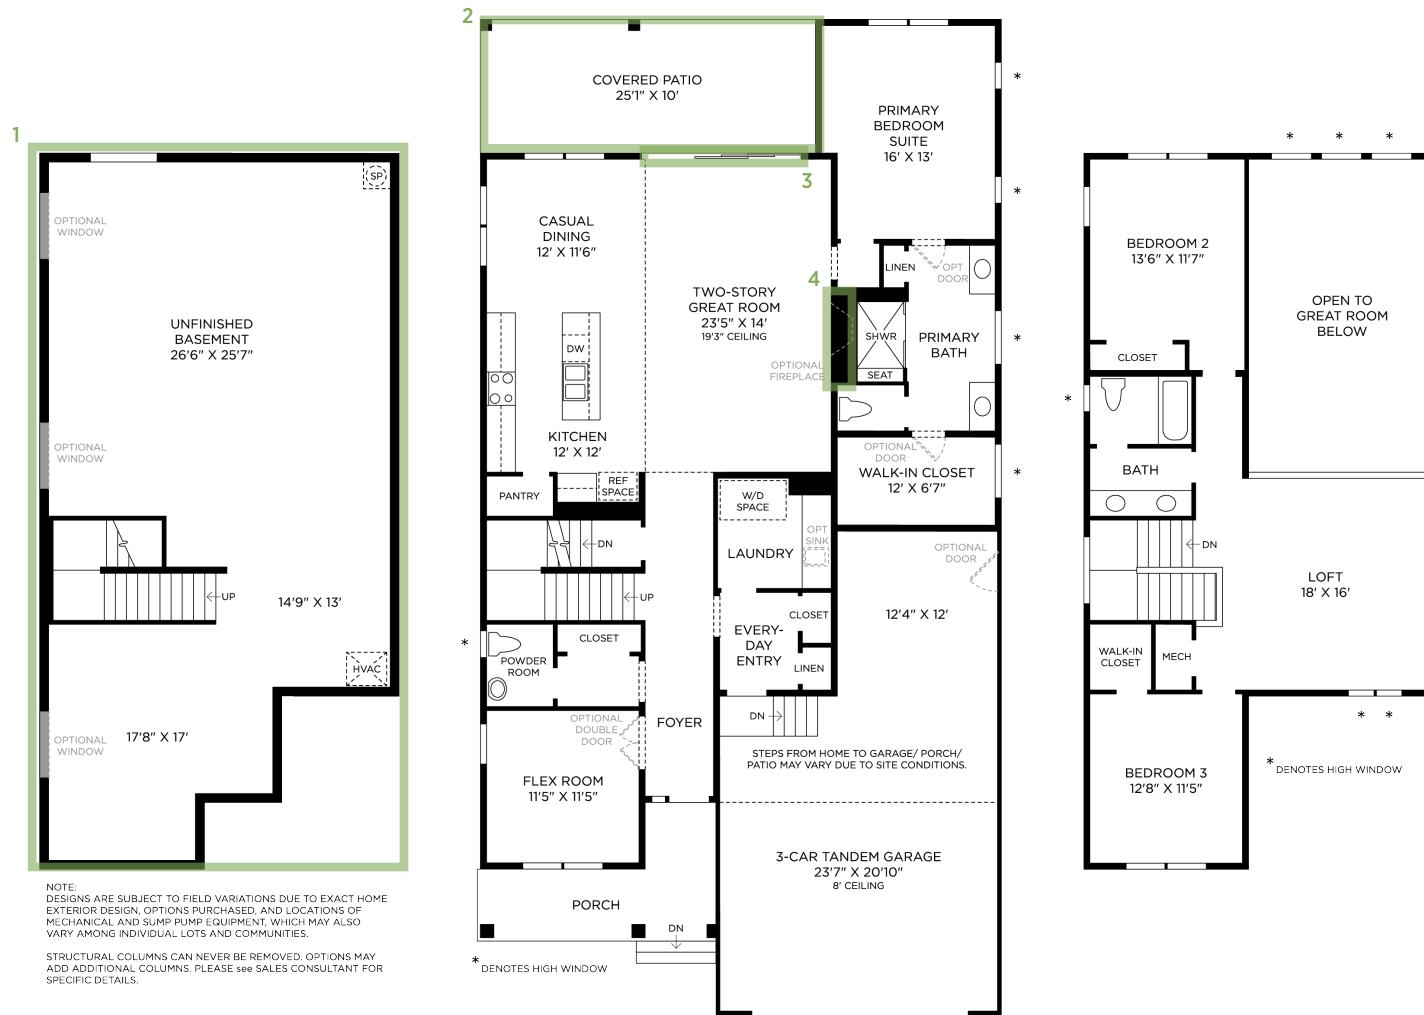 1
OPTIONAL
WINDOW
SP
UNFINISHED
BASEMENT
26'6" X 25'7"
OPTIONAL
WINDOW
UP
14'9" X 13'
HVAC
OPTIONAL
WINDOW
17'8" X 17'
NOTE:
DESIGNS ARE SUBJECT TO FIELD VARIATIONS DUE TO EXACT HOME
EXTERIOR DESIGN, OPTIONS PURCHASED, AND LOCATIONS OF
MECHANICAL AND SUMP PUMP EQUIPMENT, WHICH MAY ALSO
VARY AMONG INDIVIDUAL LOTS AND COMMUNITIES.
STRUCTURAL COLUMNS CAN NEVER BE REMOVED. OPTIONS MAY
ADD ADDITIONAL COLUMNS. PLEASE see SALES CONSULTANT FOR
SPECIFIC DETAILS.
2
COVERED PATIO
25'1" X 10'
3
PRIMARY
BEDROOM
SUITE
16' X 13'
*
*
CASUAL
DINING
12' X 11'6"
TWO-STORY
GREAT ROOM
23'5" X 14'
19'3" CEILING
4
LINEN
OPT
DOOR
SHWR
SEAT
PRIMARY
BATH
*
OPTIONAL
FIREPLACE
DW
KITCHEN
12' X 12'
OPTIONAL
DOOR
WALK-IN CLOSET
12' X 6'7"
*
PANTRY
REF
SPACE
W/D
SPACE
OPT
SINK
LAUNDRY
DN
UP
OPTIONAL
DOOR
12'4" X 12'
CLOSET
EVERY-
DAY
ENTRY
LINEN
*
POWDER
ROOM
CLOSET
DN
FOYER
OPTIONAL
DOUBLE
DOOR
FLEX ROOM
11'5" X 11'5"
STEPS FROM HOME TO GARAGE/ PORCH/
PATIO MAY VARY DUE TO SITE CONDITIONS.
3-CAR TANDEM GARAGE
23'7" X 20'10"
8' CEILING
PORCH
DN
* DENOTES HIGH WINDOW
* * *
BEDROOM 2
13'6" X 11'7"
OPEN TO
GREAT ROOM
BELOW
CLOSET
*
BATH
DN
LOFT
18' X 16'
WALK-IN
CLOSET
MECH
* *
BEDROOM 3
12'8" X 11'5"
* DENOTES HIGH WINDOW